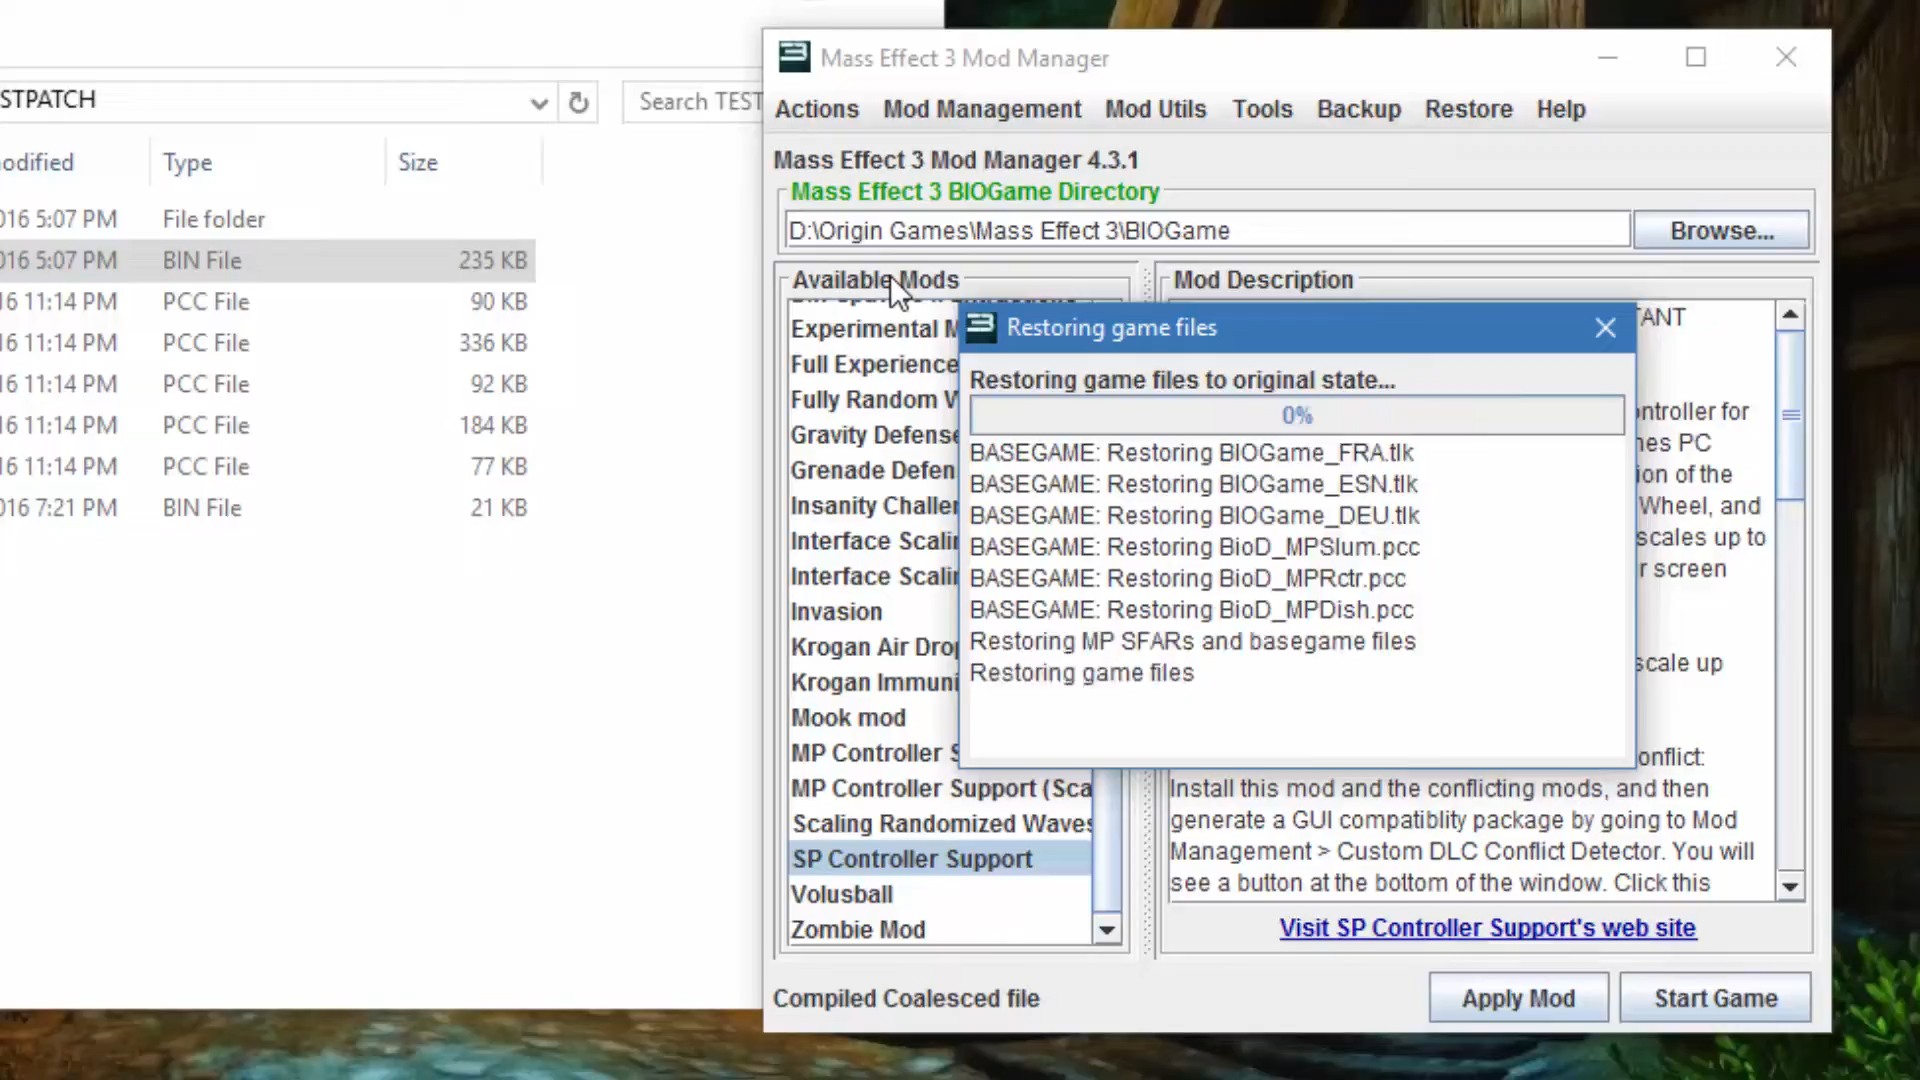 STPATCH
Search TEST
odified
Type
Size
016 5:07 PM
File folder
016 5:07 PM
BIN File
235 KB
16 11:14 PM
PCC File
90 KB
16 11:14 PM
PCC File
336 KB
16 11:14 PM
PCC File
92 KB
16 11:14 PM
PCC File
184 KB
16 11:14 PM
PCC File
77 KB
016 7:21 PM
BIN File
21 KB
Mass Effect 3 Mod Manager
Actions Mod Management Mod Utils Tools Backup Restore Help
Mass Effect 3 Mod Manager 4.3.1
Mass Effect 3 BIOGame Directory
D:\Origin Games\Mass Effect 3\BIOGame
Browse...
Available Mods
Experimental M
Full Experience
Fully Random W
Gravity Defense
Grenade Defen
Insanity Challen
Interface Scalin
Interface Scalin
Invasion
Krogan Air Drop
Krogan Immuni
Mook mod
MP Controller S
MP Controller Support (Sca
Scaling Randomized Waves
SP Controller Support
Volusball
Zombie Mod
Mod Description
TANT
ontroller for
nes PC
ion of the
Wheel, and
scales up to
r screen
scale up
onflict:
Install this mod and the conflicting mods, and then
generate a GUI compatiblity package by going to Mod
Management > Custom DLC Conflict Detector. You will
see a button at the bottom of the window. Click this
Visit SP Controller Support's web site
Restoring game files
Restoring game files to original state...
0%
BASEGAME: Restoring BIOGame_FRA.tlk
BASEGAME: Restoring BIOGame_ESN.tlk
BASEGAME: Restoring BIOGame_DEU.tlk
BASEGAME: Restoring BioD_MPSlum.pcc
BASEGAME: Restoring BioD_MPRctr.pcc
BASEGAME: Restoring BioD_MPDish.pcc
Restoring MP SFARs and basegame files
Restoring game files
Compiled Coalesced file
Apply Mod
Start Game